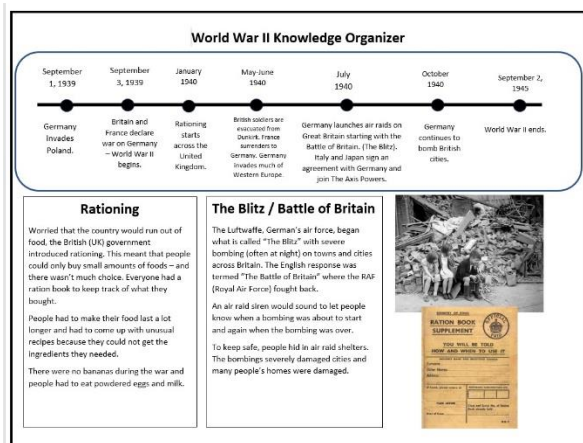 World War II Knowledge Organizer
September
1, 1939
September
3, 1939
January
1940
May-June
1940
July
1940
October
1940
September 2,
1945
Germany
invades
Poland.
Britain and
France declare
war on Germany
– World War II
begins.
Rationing
starts
across the
United
Kingdom.
British soldiers are
evacuated from
Dunkirk. France
surrenders to
Germany. Germany
invades much of
Western Europe.
Germany launches air raids on
Great Britain starting with the
Battle of Britain. (The Blitz).
Italy and Japan sign an
agreement with Germany and
join The Axis Powers.
Germany
continues to
bomb British
cities.
World War II ends.
Rationing
Worried that the country would run out of
food, the British (UK) government
introduced rationing. This meant that people
could only buy small amounts of foods – and
there wasn't much choice. Everyone had a
ration book to keep track of what they
bought.
People had to make their food last a lot
longer and had to come up with unusual
recipes because they could not get the
ingredients they needed.
There were no bananas during the war and
people had to eat powdered eggs and milk.
The Blitz / Battle of Britain
The Luftwaffe, German's air force, began
what is called "The Blitz" with severe
bombing (often at night) on towns and cities
across Britain. The English response was
termed "The Battle of Britain" where the RAF
(Royal Air Force) fought back.
An air raid siren would sound to let people
know when a bombing was about to start
and again when the bombing was over.
To keep safe, people hid in air raid shelters.
The bombings severely damaged cities and
many people's homes were damaged.
RATION BOOK
SUPPLEMENT
YOU WILL BE TOLD
HOW AND WHEN TO USE IT